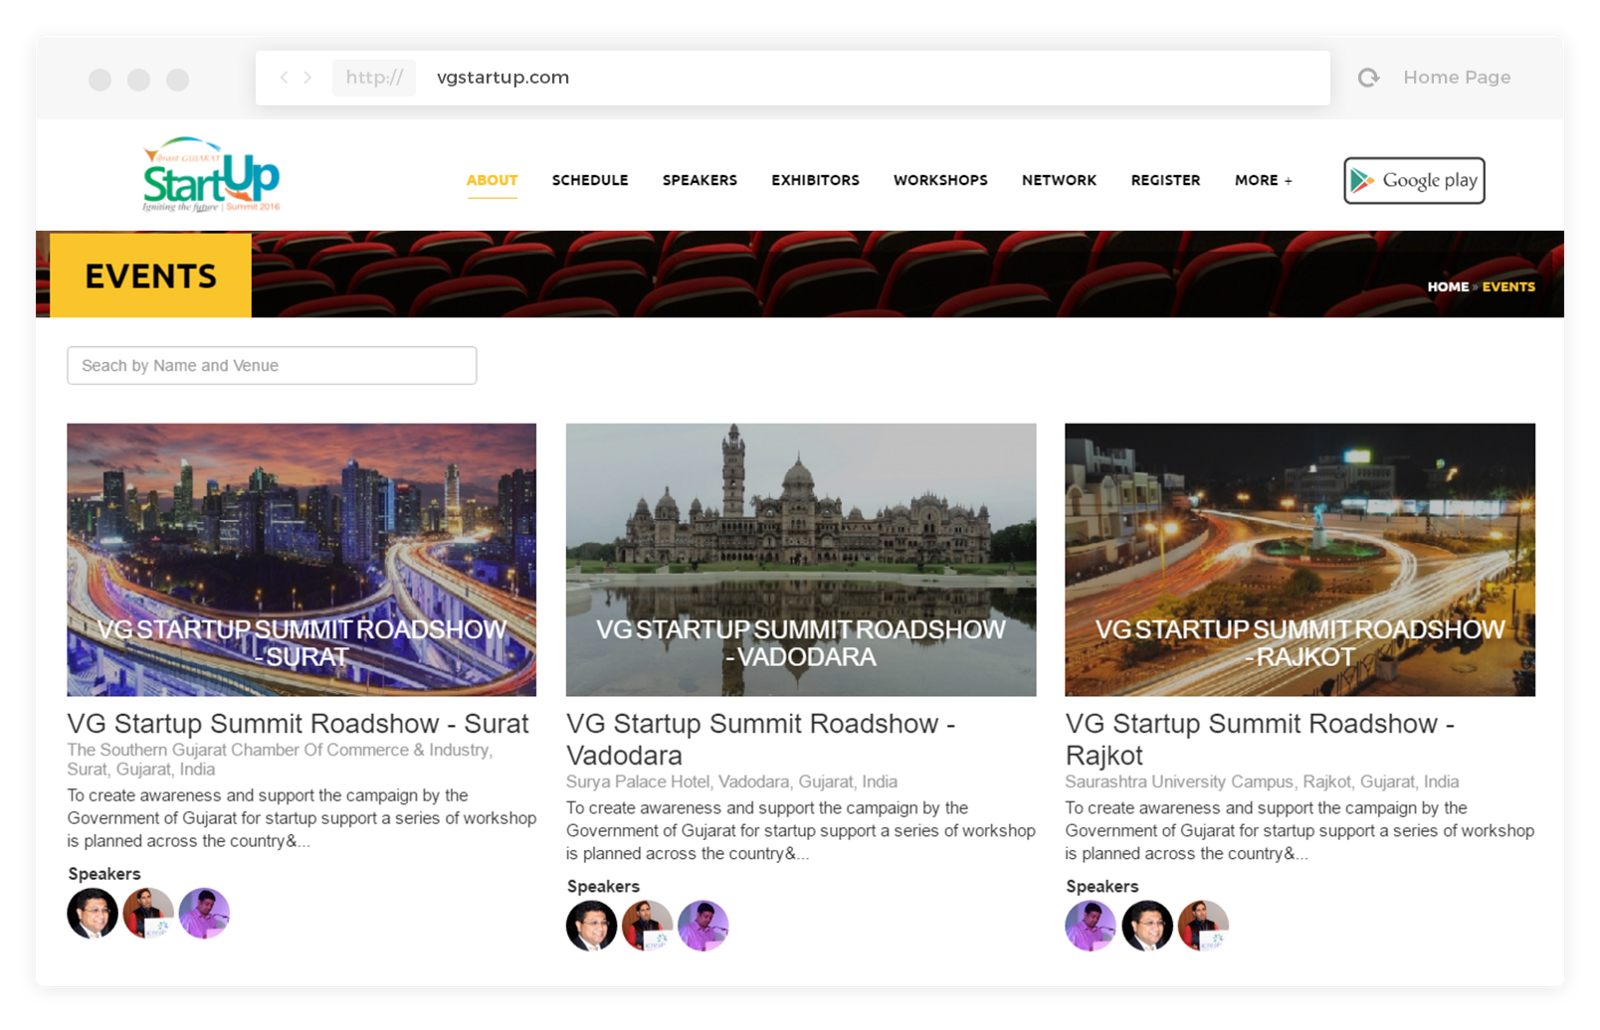 http:// vgstartup.com Home Page
Vibrant GUJARAT
StartUp
Igniting the future | Summit 2016
ABOUT SCHEDULE SPEAKERS EXHIBITORS WORKSHOPS NETWORK REGISTER MORE + Google play
EVENTS
HOME » EVENTS
Seach by Name and Venue
VG STARTUP SUMMIT ROADSHOW
- SURAT
VG Startup Summit Roadshow - Surat
The Southern Gujarat Chamber Of Commerce & Industry,
Surat, Gujarat, India
To create awareness and support the campaign by the
Government of Gujarat for startup support a series of workshop
is planned across the country&...
Speakers
VG STARTUP SUMMIT ROADSHOW
- VADODARA
VG Startup Summit Roadshow -
Vadodara
Surya Palace Hotel, Vadodara, Gujarat, India
To create awareness and support the campaign by the
Government of Gujarat for startup support a series of workshop
is planned across the country&...
Speakers
VG STARTUP SUMMIT ROADSHOW
- RAJKOT
VG Startup Summit Roadshow -
Rajkot
Saurashtra University Campus, Rajkot, Gujarat, India
To create awareness and support the campaign by the
Government of Gujarat for startup support a series of workshop
is planned across the country&...
Speakers